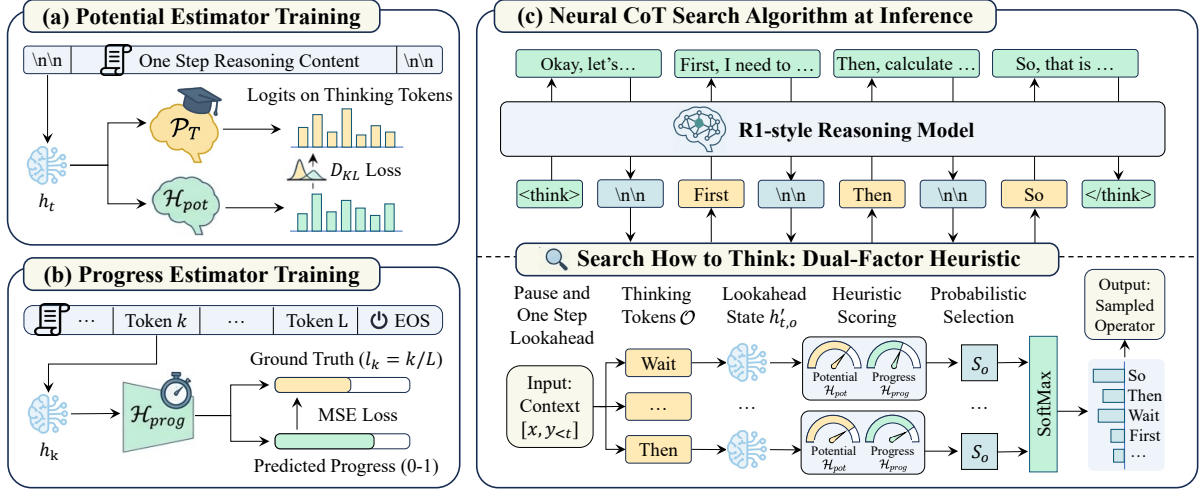 (a) Potential Estimator Training
\n\n
One Step Reasoning Content
\n\n
Logits on Thinking Tokens
𝒫_T
D_KL Loss
h_t
ℋ_pot
(b) Progress Estimator Training
...
Token k
...
Token L
EOS
Ground Truth (l_k = k/L)
ℋ_prog
MSE Loss
h_k
Predicted Progress (0-1)
(c) Neural CoT Search Algorithm at Inference
Okay, let's…
First, I need to …
Then, calculate …
So, that is …
R1-style Reasoning Model
<think>
\n\n
First
\n\n
Then
\n\n
So
</think>
Search How to Think: Dual-Factor Heuristic
Pause and
One Step
Lookahead
Thinking
Tokens 𝒪
Lookahead
State h'_{t,o}
Heuristic
Scoring
Probabilistic
Selection
Output:
Sampled
Operator
Input:
Context
[x, y_{<t}]
Wait
...
Then
...
Potential
ℋ_pot
Progress
ℋ_prog
...
Potential
ℋ_pot
Progress
ℋ_prog
S_o
...
S_o
SoftMax
So
Then
Wait
First
...